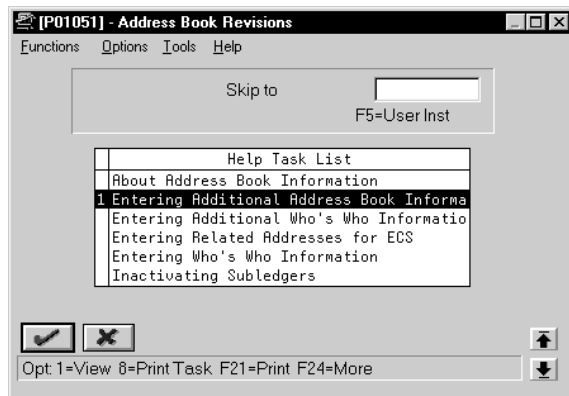 [P01051] - Address Book Revisions
Functions Options Tools Help
Skip to
F5=User Inst
Help Task List
About Address Book Information
1 Entering Additional Address Book Informa
Entering Additional Who's Who Informatio
Entering Related Addresses for ECS
Entering Who's Who Information
Inactivating Subledgers
Opt: 1=View 8=Print Task F21=Print F24=More